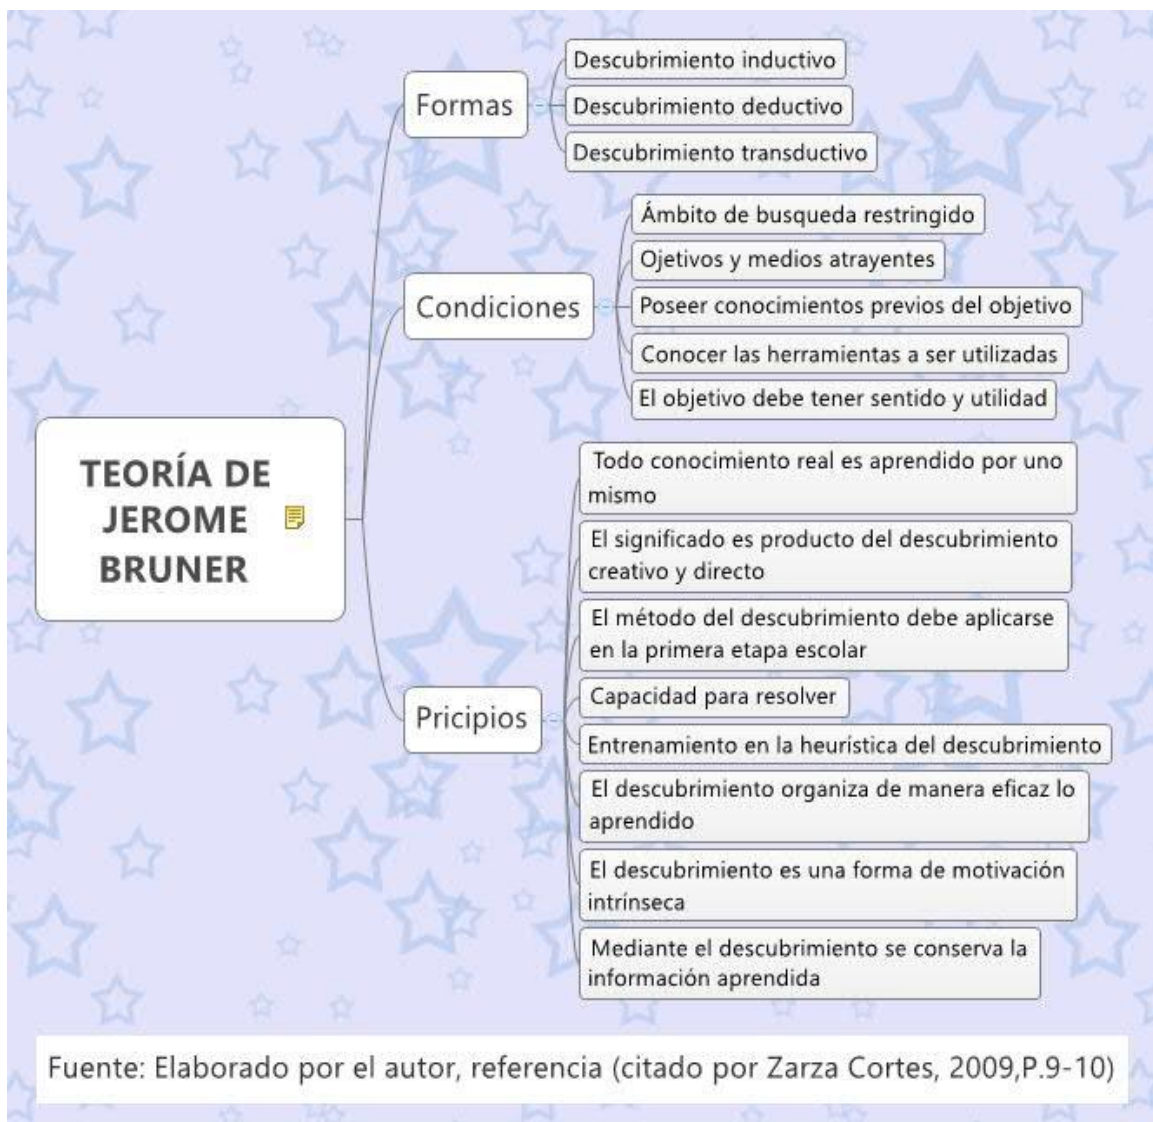 TEORÍA DE
JEROME
BRUNER
Formas
Descubrimiento inductivo
Descubrimiento deductivo
Descubrimiento transductivo
Condiciones
Ámbito de busqueda restringido
Ojetivos y medios atrayentes
Poseer conocimientos previos del objetivo
Conocer las herramientas a ser utilizadas
El objetivo debe tener sentido y utilidad
Pricipios
Todo conocimiento real es aprendido por uno
mismo
El significado es producto del descubrimiento
creativo y directo
El método del descubrimiento debe aplicarse
en la primera etapa escolar
Capacidad para resolver
Entrenamiento en la heurística del descubrimiento
El descubrimiento organiza de manera eficaz lo
aprendido
El descubrimiento es una forma de motivación
intrínseca
Mediante el descubrimiento se conserva la
información aprendida
Fuente: Elaborado por el autor, referencia (citado por Zarza Cortes, 2009,P.9-10)